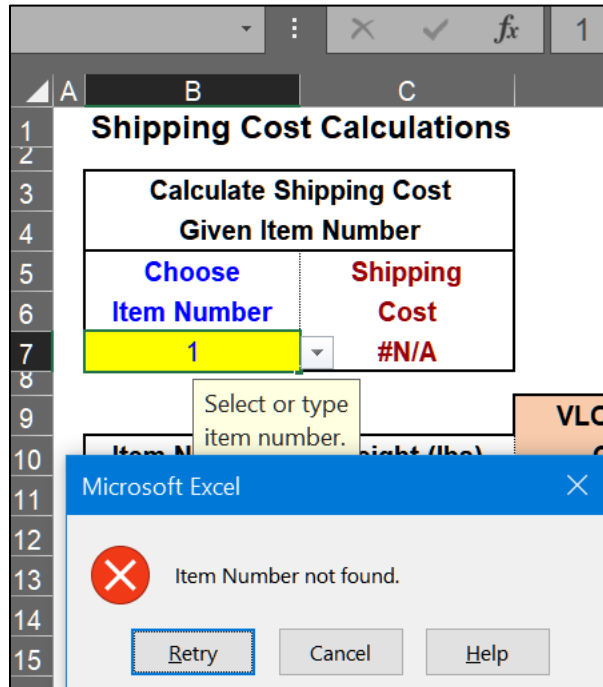 fx 1
A B C
1 Shipping Cost Calculations
2
3 Calculate Shipping Cost
4 Given Item Number
5 Choose Shipping
6 Item Number Cost
7 1 #N/A
8
Select or type
9 VLO
item number.
10 Item N
Microsoft Excel
11
12
13 Item Number not found.
14
15 Retry Cancel Help